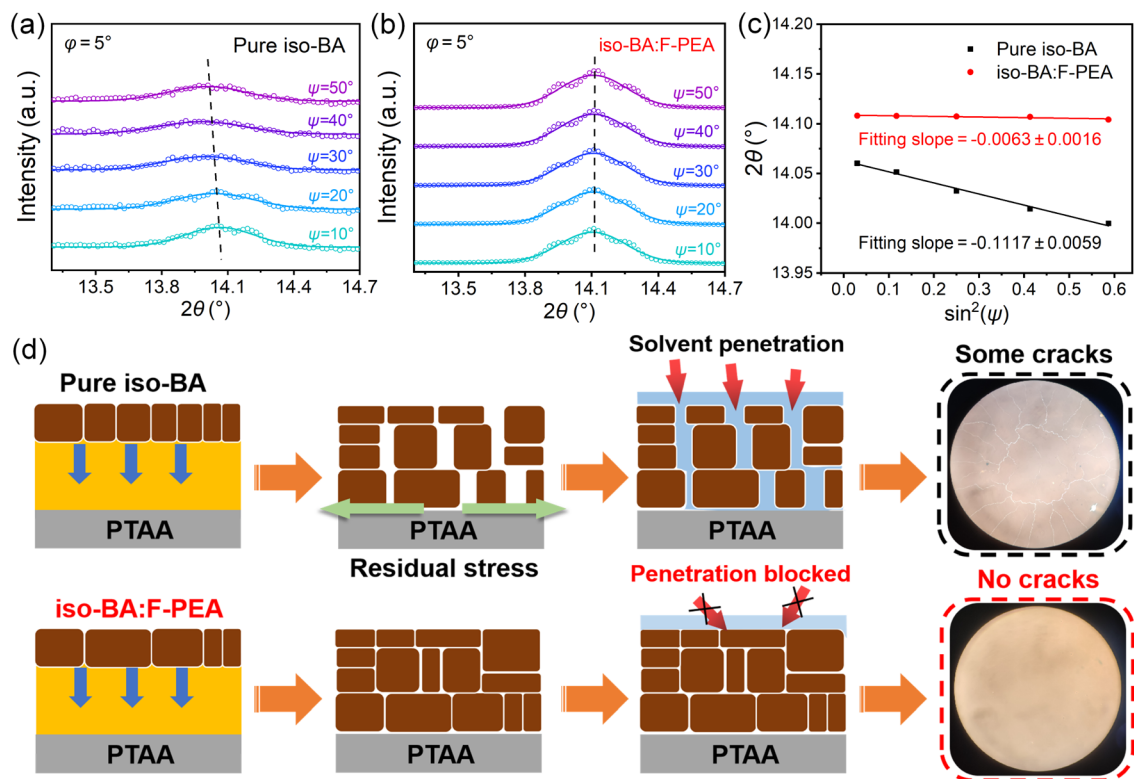 (a)
φ = 5°
Pure iso-BA
ψ=50°
ψ=40°
ψ=30°
ψ=20°
ψ=10°
Intensity (a.u.)
13.5
13.8
14.1
14.4
14.7
2θ (°)
(b)
φ = 5°
iso-BA:F-PEA
ψ=50°
ψ=40°
ψ=30°
ψ=20°
ψ=10°
Intensity (a.u.)
13.5
13.8
14.1
14.4
14.7
2θ (°)
(c)
14.20
14.15
14.10
14.05
14.00
13.95
2θ (°)
Pure iso-BA
iso-BA:F-PEA
Fitting slope = -0.0063 ± 0.0016
Fitting slope = -0.1117 ± 0.0059
0.0
0.1
0.2
0.3
0.4
0.5
0.6
sin²(ψ)
(d)
Pure iso-BA
Solvent penetration
Some cracks
PTAA
PTAA
PTAA
Residual stress
iso-BA:F-PEA
Penetration blocked
No cracks
PTAA
PTAA
PTAA